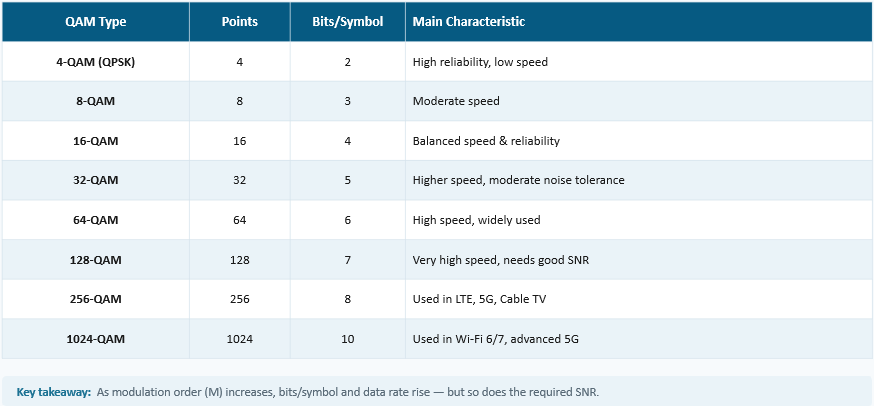 QAM Type Points Bits/Symbol Main Characteristic
4-QAM (QPSK) 4 2 High reliability, low speed
8-QAM 8 3 Moderate speed
16-QAM 16 4 Balanced speed & reliability
32-QAM 32 5 Higher speed, moderate noise tolerance
64-QAM 64 6 High speed, widely used
128-QAM 128 7 Very high speed, needs good SNR
256-QAM 256 8 Used in LTE, 5G, Cable TV
1024-QAM 1024 10 Used in Wi-Fi 6/7, advanced 5G
Key takeaway: As modulation order (M) increases, bits/symbol and data rate rise — but so does the required SNR.